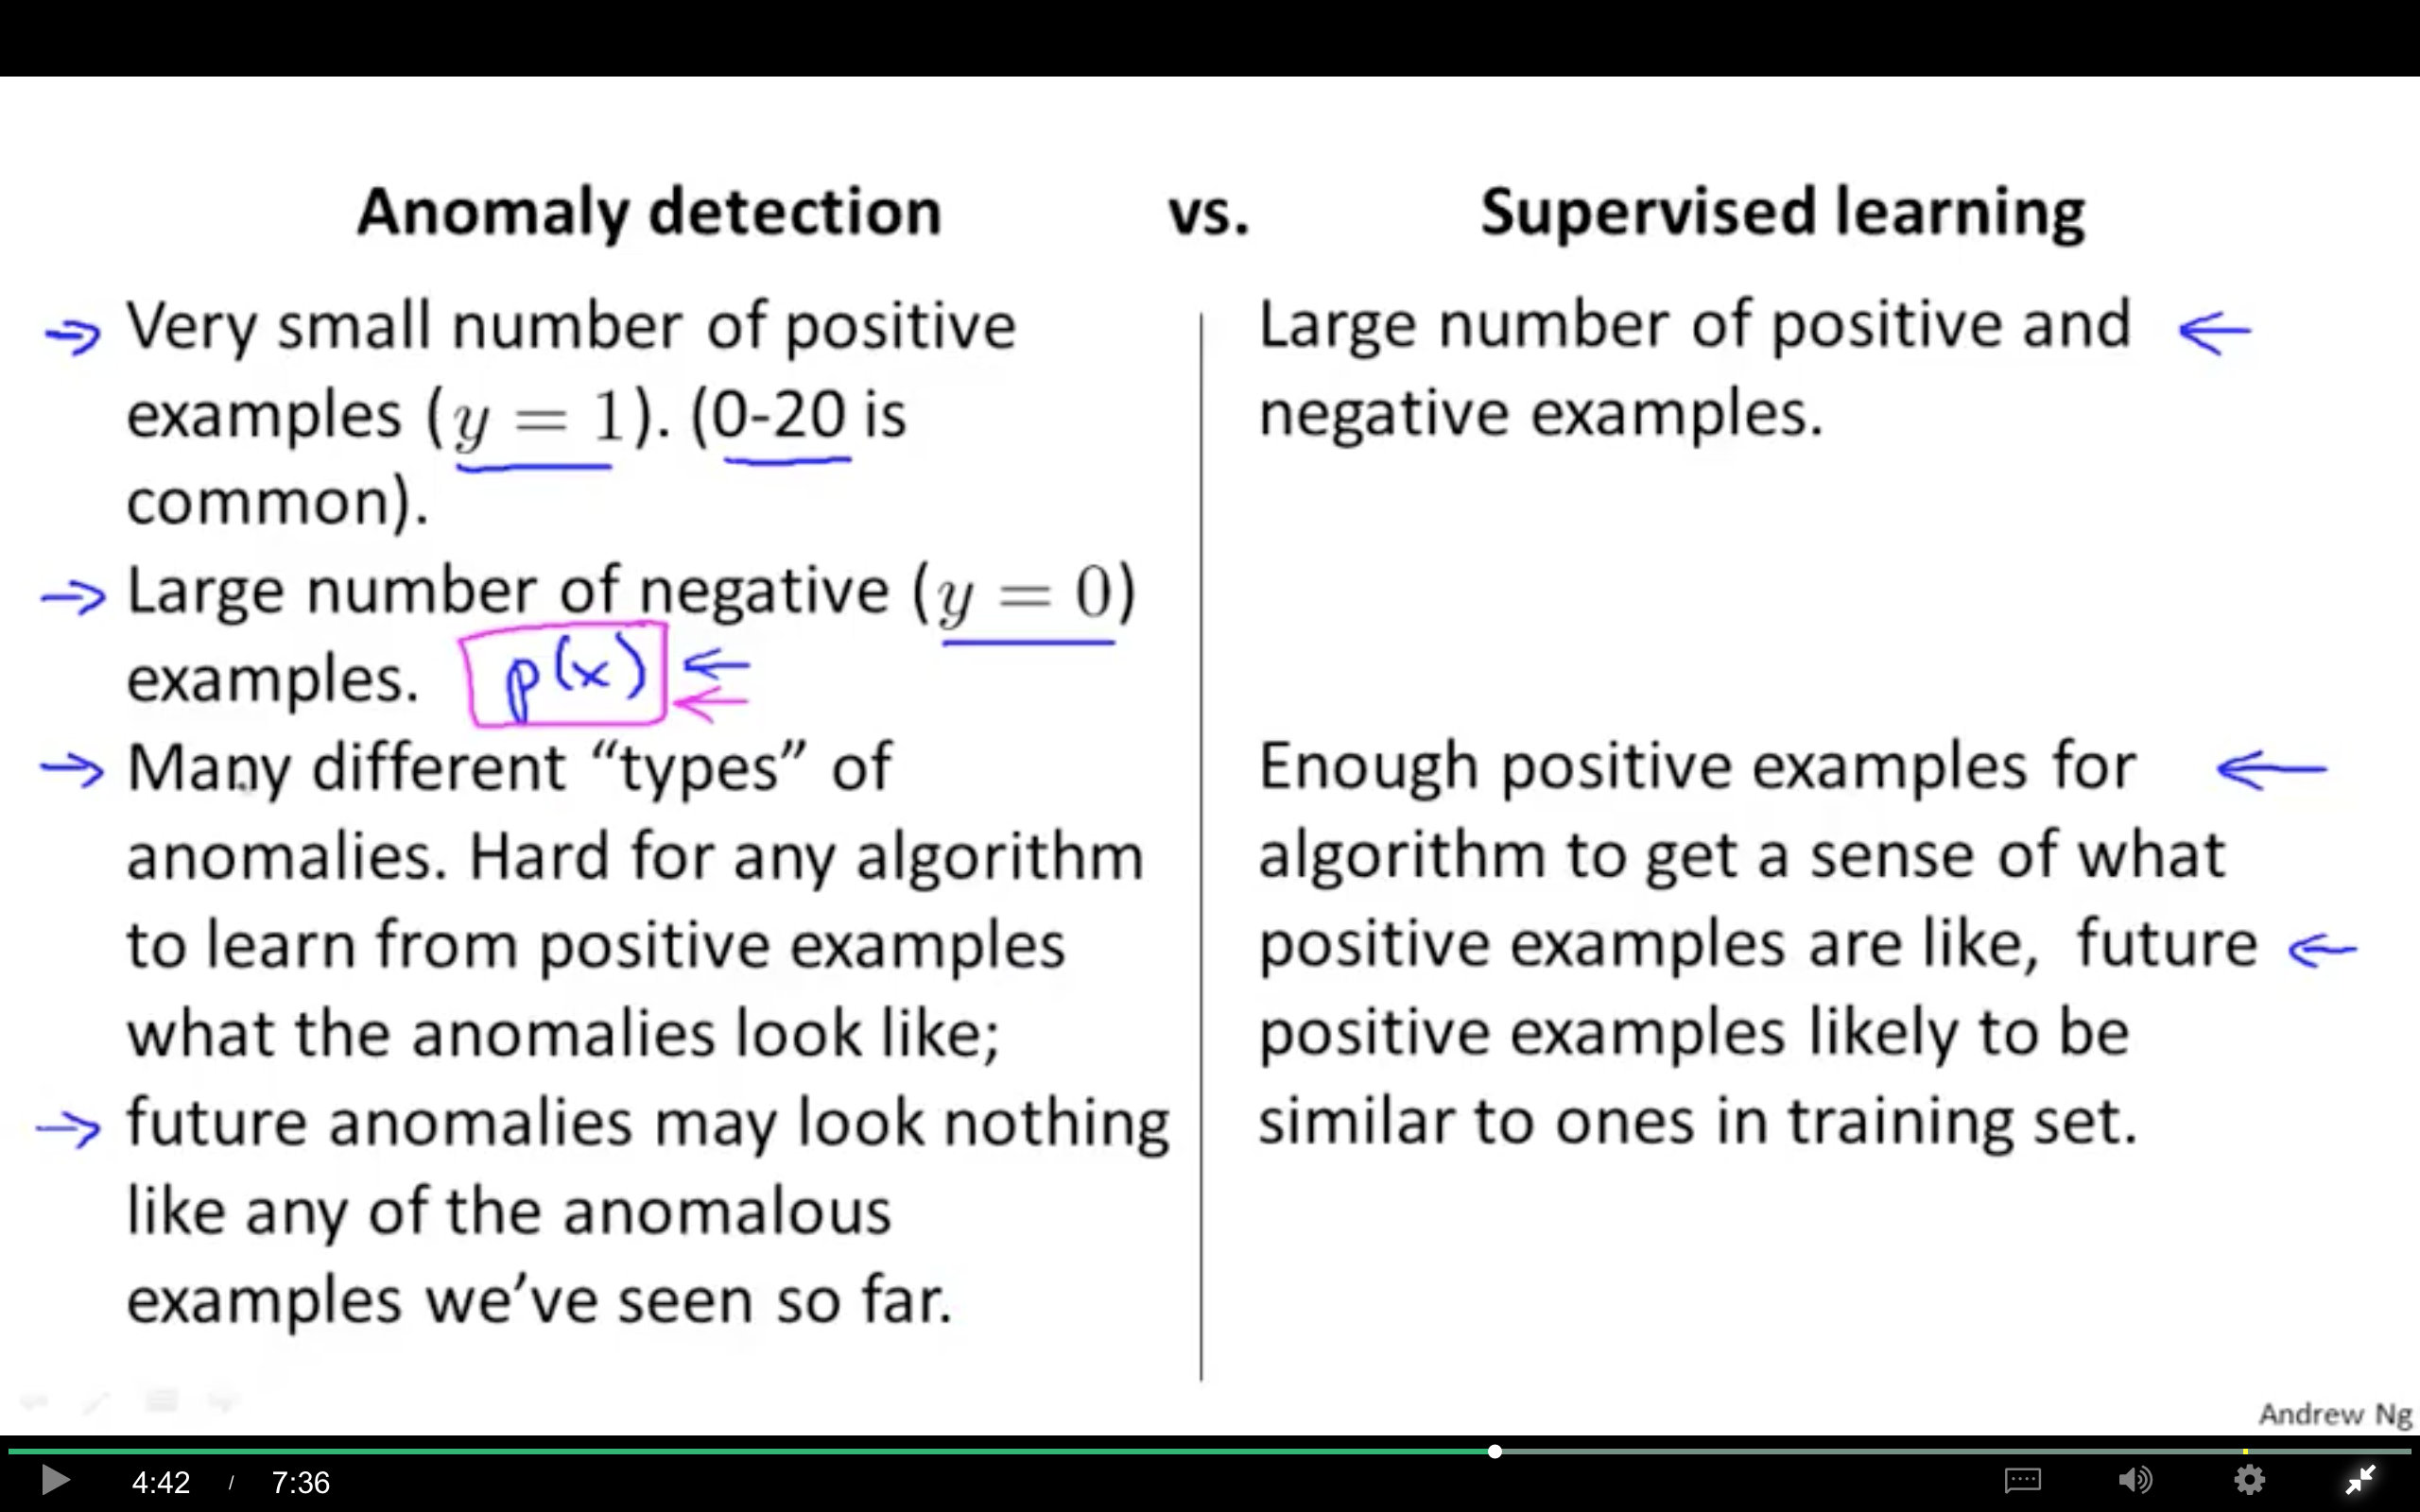 Anomaly detection vs. Supervised learning
Very small number of positive
examples (y = 1). (0-20 is
common).
Large number of negative (y = 0)
examples. p(x)
Many different “types” of
anomalies. Hard for any algorithm
to learn from positive examples
what the anomalies look like;
future anomalies may look nothing
like any of the anomalous
examples we’ve seen so far.
Large number of positive and
negative examples.
Enough positive examples for
algorithm to get a sense of what
positive examples are like, future
positive examples likely to be
similar to ones in training set.
Andrew Ng
4:42 / 7:36